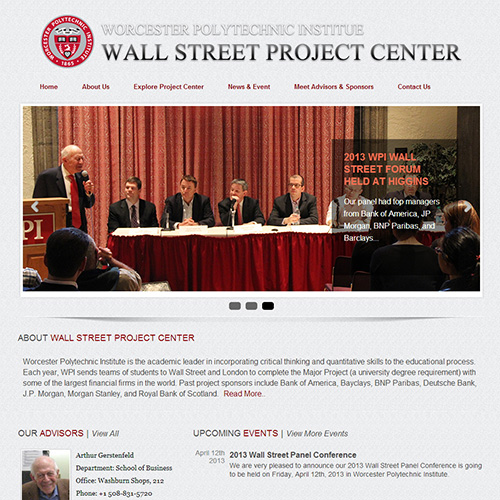 WORCESTER POLYTECHNIC INSTITUE
WALL STREET PROJECT CENTER
WORCESTER POLYTECHNIC INSTITUTE
1865
Home
About Us
Explore Project Center
News & Event
Meet Advisors & Sponsors
Contact Us
2013 WPI WALL
STREET FORUM
HELD AT HIGGINS
Our panel had top managers
from Bank of America, JP
Morgan, BNP Paribas, and
Barclays...
PI
ABOUT WALL STREET PROJECT CENTER
Worcester Polytechnic Institute is the academic leader in incorporating critical thinking and quantitative skills to the educational process.
Each year, WPI sends teams of students to Wall Street and London to complete the Major Project (a university degree requirement) with
some of the largest financial firms in the world. Past project sponsors include Bank of America, Bayclays, BNP Paribas, Deutsche Bank,
J.P. Morgan, Morgan Stanley, and Royal Bank of Scotland. Read More..
OUR ADVISORS | View All
Arthur Gerstenfeld
Department: School of Business
Office: Washburn Shops, 212
Phone: +1 508-831-5720
UPCOMING EVENTS | View More Events
April 12th
2013
2013 Wall Street Panel Conference
We are very pleased to announce our 2013 Wall Street Panel Conference is going
to be held on Friday, April 12th, 2013 in Worcester Polytechnic Institute.